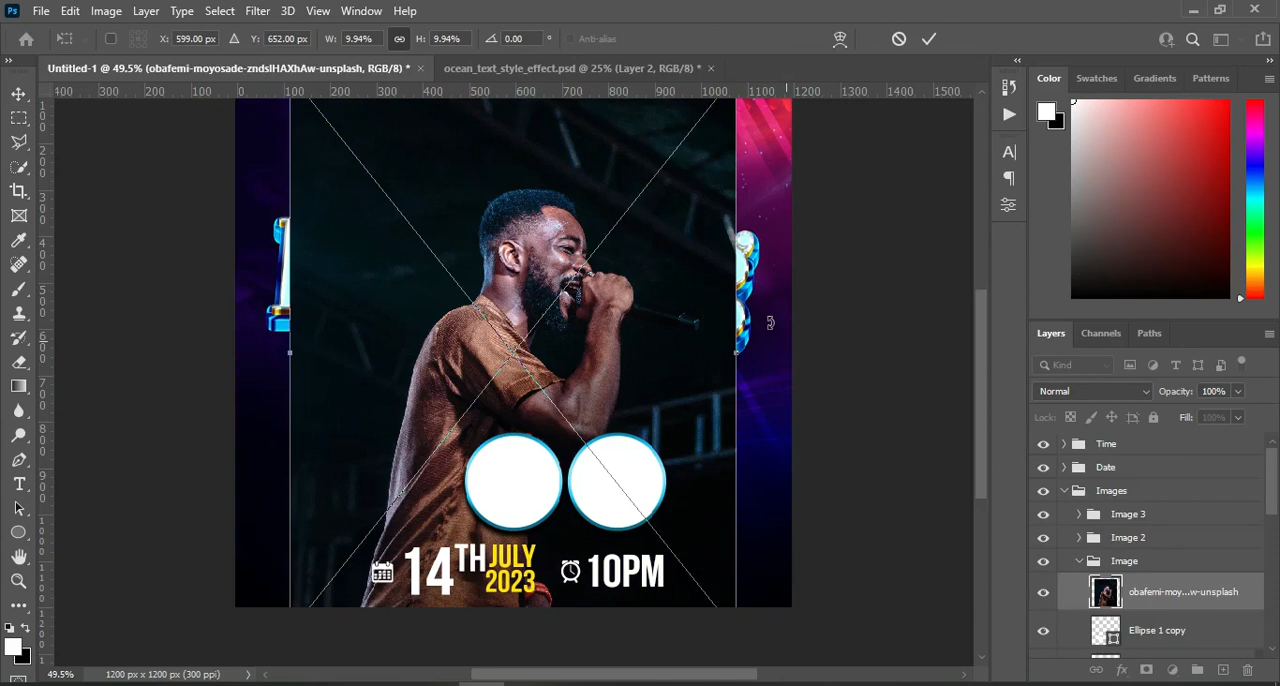 Ps File Edit Image Layer Type Select Filter 3D View Window Help
X: 599.00 px Y: 652.00 px W: 9.94% H: 9.94% 0.00 ° Anti-alias
Untitled-1 @ 49.5% (obafemi-moyosade-zndslHAXhAw-unsplash, RGB/8) * × ocean_text_style_effect.psd @ 25% (Layer 2, RGB/8) * ×
400 300 200 100 0 100 200 300 400 500 600 700 800 900 1000 1100 1200 1300 1400 1500
Color Swatches Gradients Patterns
Layers Channels Paths
Kind
Normal Opacity: 100%
Lock: Fill: 100%
Time
Date
Images
Image 3
Image 2
Image
obafemi-moy...w-unsplash
Ellipse 1 copy
14TH JULY 2023 10PM
49.5% 1200 px x 1200 px (300 ppi)